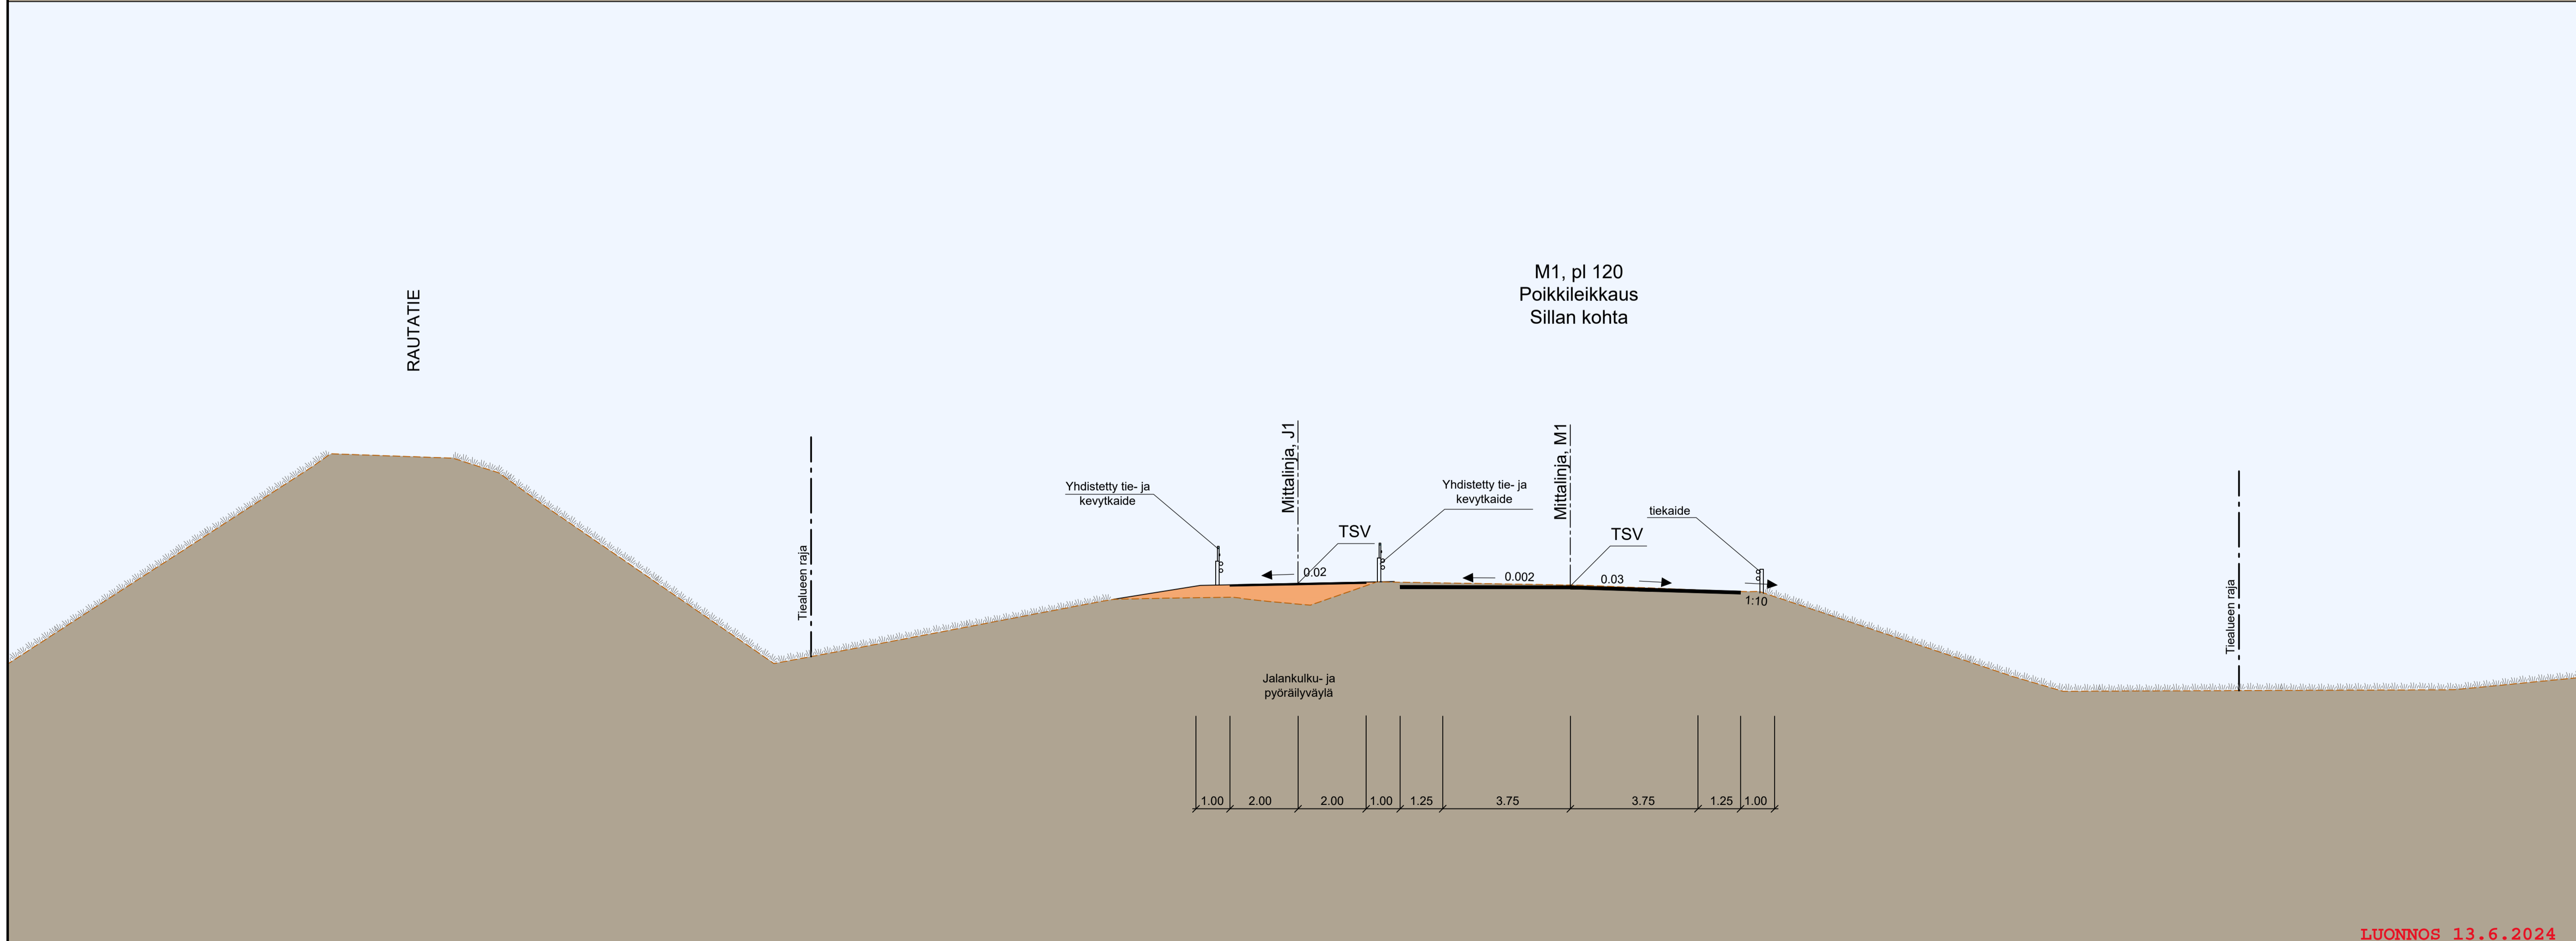 M1, pl 120
Poikkileikkaus
Sillan kohta
RAUTATIE
Mittalinja, J1
Mittalinja, M1
Yhdistetty tie- ja
kevytkaide
Yhdistetty tie- ja
kevytkaide
tiekaide
TSV
TSV
Tiealueen raja
0.02
0.002
0.03
1:10
Tiealueen raja
Jalankulku- ja
pyöräilyväylä
1.00 2.00 2.00 1.00 1.25 3.75 3.75 1.25 1.00
LUONNOS 13.6.2024